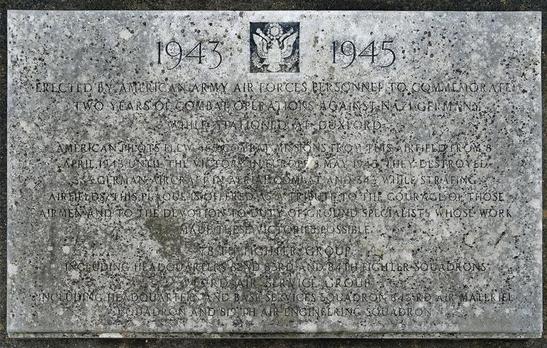 1943 1945
ERECTED BY AMERICAN ARMY AIR FORCES PERSONNEL TO COMMEMORATE
TWO YEARS OF COMBAT OPERATIONS AGAINST NAZI GERMANY
WHILE STATIONED AT DUXFORD
AMERICAN PILOTS FLEW COMBAT MISSIONS FROM THIS AIRFIELD FROM 8
APRIL 1943 UNTIL THE VICTORY IN EUROPE 8 MAY 1945. THEY DESTROYED
GERMAN AIRCRAFT IN AERIAL COMBAT AND WHILE STRAFING
AIRFIELDS. THIS PLAQUE IS OFFERED AS A TRIBUTE TO THE COURAGE OF THOSE
AIRMEN AND TO THE DEVOTION TO DUTY OF GROUND SPECIALISTS WHOSE WORK
MADE THESE VICTORIES POSSIBLE
78TH FIGHTER GROUP
INCLUDING HEADQUARTERS 82ND 83RD AND 84TH FIGHTER SQUADRONS
AIR SERVICE GROUP
INCLUDING HEADQUARTERS AND BASE SERVICES SQUADRON AIR MATERIEL
SQUADRON AND AIR ENGINEERING SQUADRON